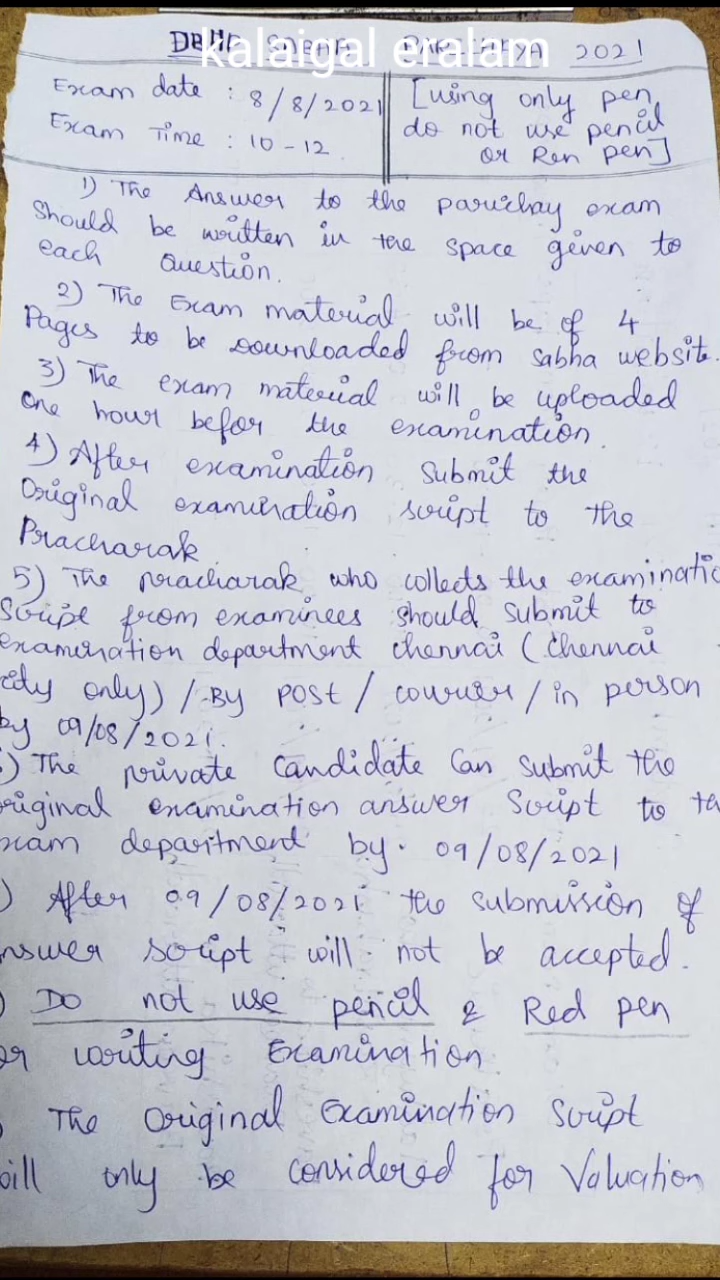 kalaigal eralam
2021
Exam date : 8/8/2021
Exam Time : 10-12
[using only pen
do not use pencil
or Ren pen]
1) The Answer to the parichay exam
Should be written in the space given to
each Question.
2) The Exam material will be of 4
Pages to be Downloaded from sabha website.
3) The exam material will be uploaded
One hour befor the examination.
4) After examination submit the
Original examination script to the
Pracharak
5) The pracharak who collects the examinatio
Script from examinees should submit to
examination department chennai (Chennai
only) / By post / courier / in person
by 09/08/2021.
) The private Candidate Can submit the
original examination answer Script to
exam department by. 09/08/2021
) After 09/08/2021 the submission of
answer script will not be accepted.
) Do not use pencil & Red pen
or writing Examination
The Original Examination Script
will only be considered for Valuation